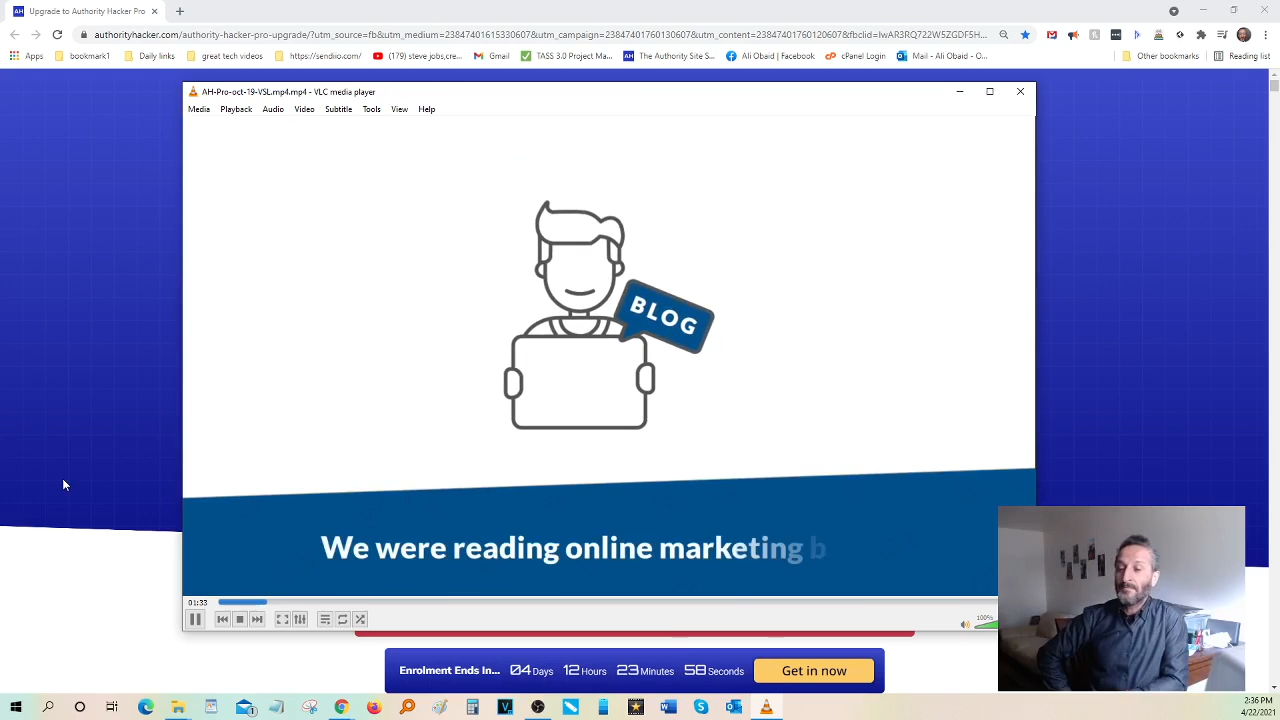 AH Upgrade to Authority Hacker Pro
authorityhacker.com/authority-hacker-pro-upgrade/?utm_source=fb&utm_medium=23847401615330607&utm_campaign=23847401760130607&utm_content=23847401760120607&fbclid=IwAR3RQ72W5ZGDF5H...
Apps bookmark1 Daily links great tech videos https://sendiio.com/ (179) steve jobs,c... Gmail TASS 3.0 Project Ma... AH The Authority Site S... Ali Obaid | Facebook cP cPanel Login Mail - Ali Obaid - O... Other bookmarks Reading list
AH-Pro-oct-19-VSL.mp4.mp4 - VLC media player
Media Playback Audio Video Subtitle Tools View Help
BLOG
We were reading online marketing b
01:33
100%
Enrolment Ends In... 04 Days 12 Hours 23 Minutes 58 Seconds Get in now
2:36 PM
4/22/2021